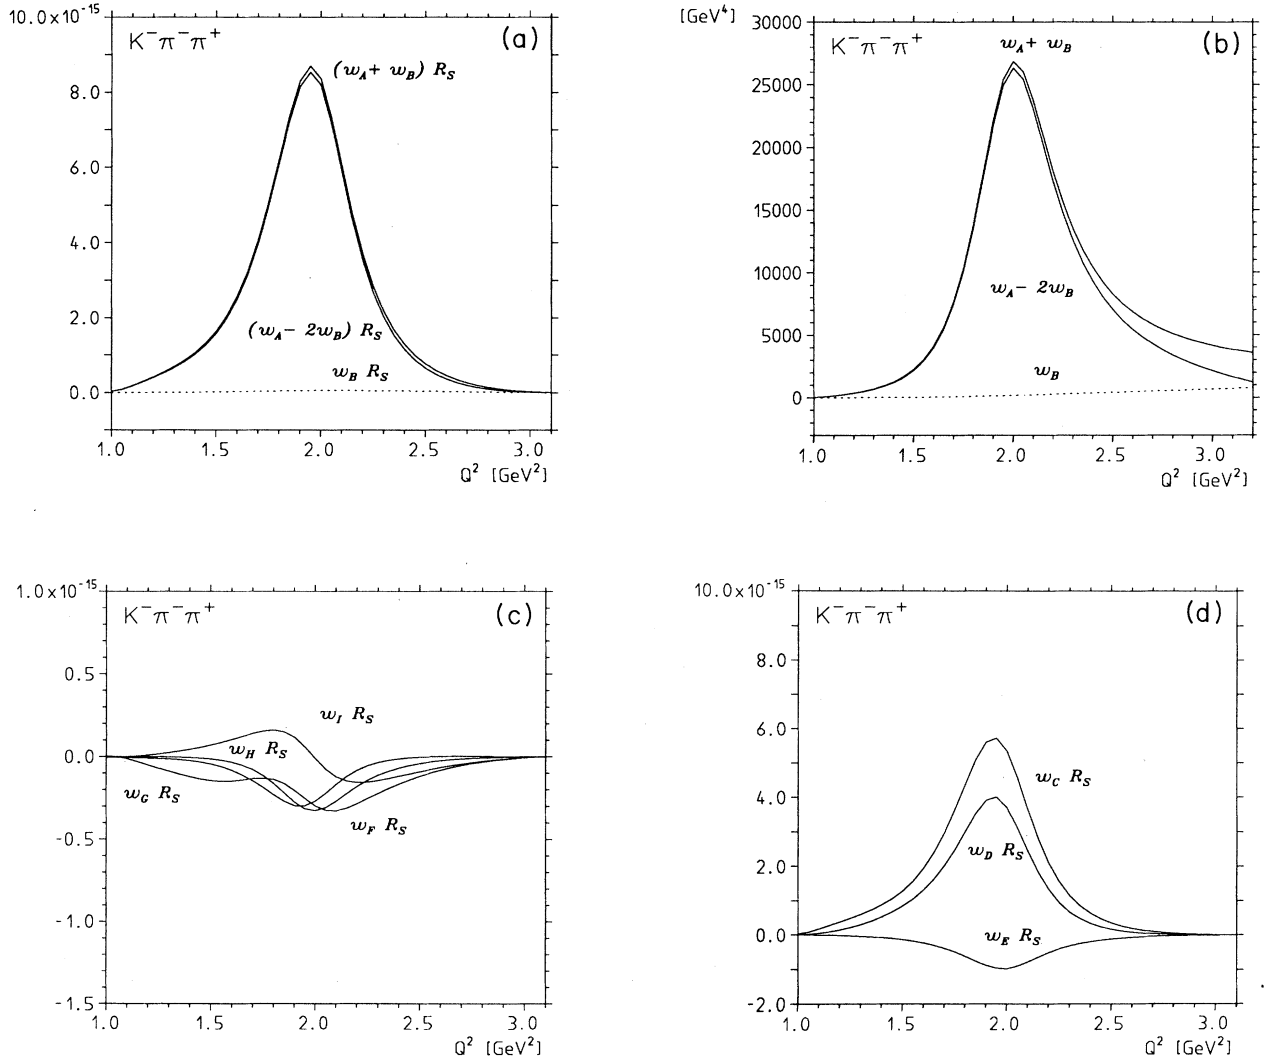 10.0x10⁻¹⁵
K⁻π⁻π⁺
(a)
(w_A + w_B) R_S
8.0
6.0
4.0
2.0
0.0
(w_A − 2w_B) R_S
w_B R_S
1.0 1.5 2.0 2.5 3.0
Q² [GeV²]
[GeV⁴]
30000
K⁻π⁻π⁺
(b)
w_A + w_B
25000
20000
15000
10000
5000
0
w_A − 2w_B
w_B
1.0 1.5 2.0 2.5 3.0
Q² [GeV²]
1.0x10⁻¹⁵
K⁻π⁻π⁺
(c)
0.5
0.0
-0.5
-1.0
-1.5
w_I R_S
w_H R_S
w_G R_S
w_F R_S
1.0 1.5 2.0 2.5 3.0
Q² [GeV²]
10.0x10⁻¹⁵
K⁻π⁻π⁺
(d)
8.0
6.0
4.0
2.0
0.0
-2.0
w_C R_S
w_D R_S
w_E R_S
1.0 1.5 2.0 2.5 3.0
Q² [GeV²]